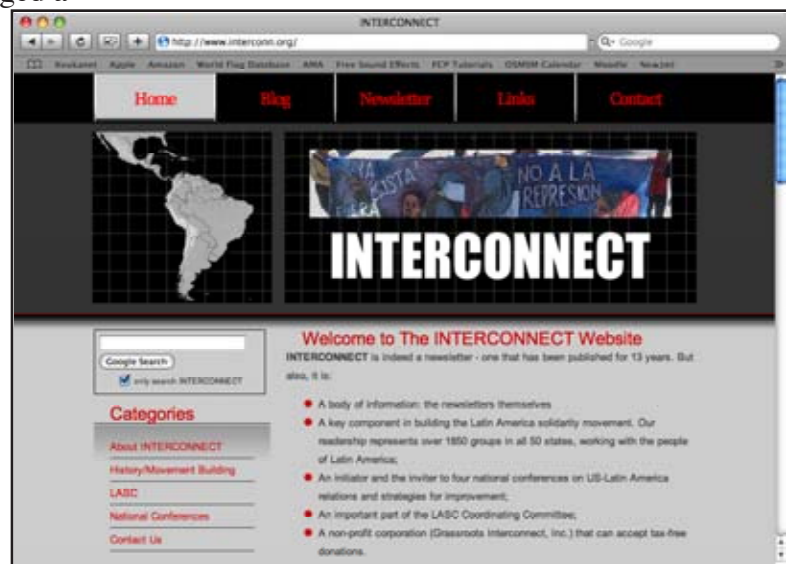 ged a
INTERCONNECT
http://www.interconn.org/
Google
Apple Amazon World Flag Database AMA Free Sound Effects FCP Tutorials OSMSM Calendar Moodle
Home Blog Newsletter Links Contact
YA
NO A LA
REPRESION
INTERCONNECT
Google Search
only search INTERCONNECT
Categories
About INTERCONNECT
History/Movement Building
LASC
National Conferences
Contact Us
Welcome to The INTERCONNECT Website
INTERCONNECT is indeed a newsletter - one that has been published for 13 years. But
also, it is:
A body of information: the newsletters themselves
A key component in building the Latin America solidarity movement. Our
readership represents over 1850 groups in all 50 states, working with the people
of Latin America;
An initiator and the inviter to four national conferences on US-Latin America
relations and strategies for improvement;
An important part of the LASC Coordinating Committee;
A non-profit corporation (Grassroots Interconnect, Inc.) that can accept tax-free
donations.